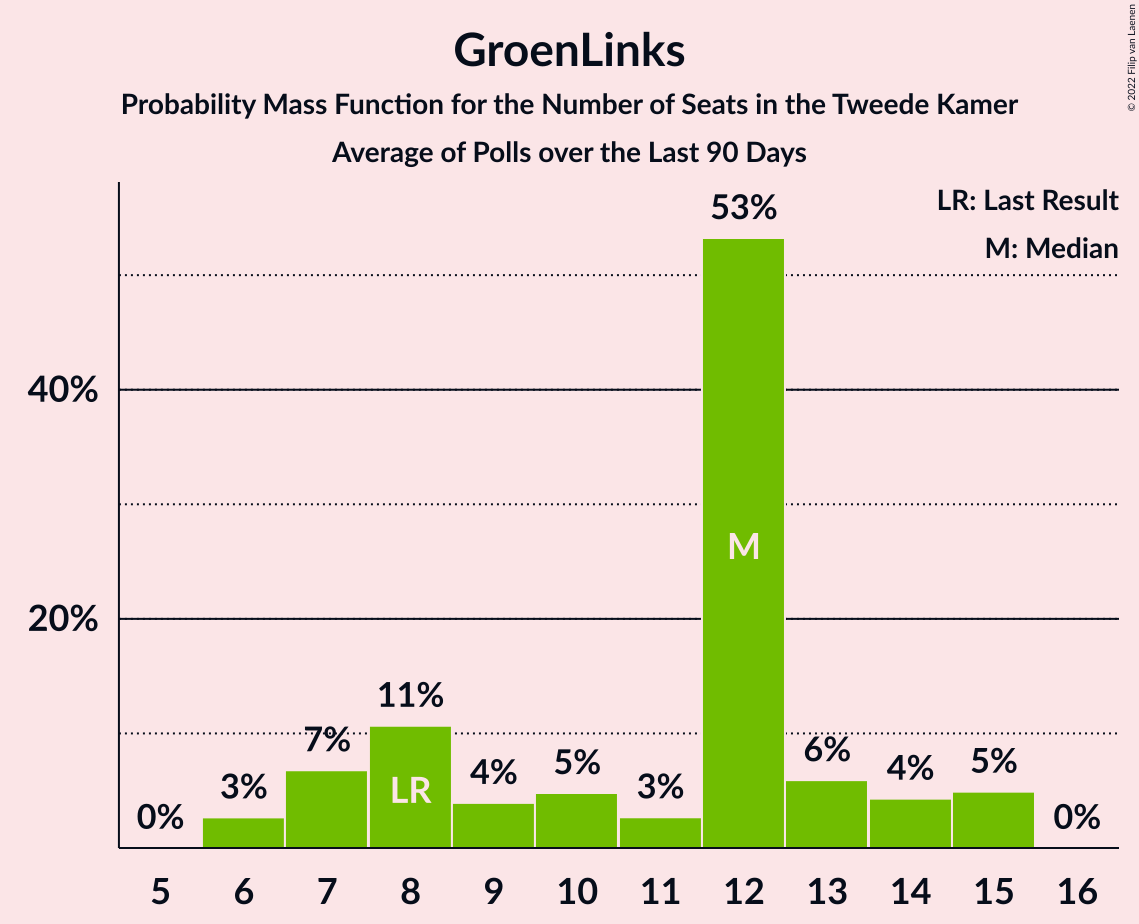 GroenLinks
Probability Mass Function for the Number of Seats in the Tweede Kamer
Average of Polls over the Last 90 Days
© 2022 Filip van Laenen
LR: Last Result
M: Median
40%
20%
0%
3%
7%
11%
4%
5%
3%
53%
6%
4%
5%
0%
LR
M
5 6 7 8 9 10 11 12 13 14 15 16